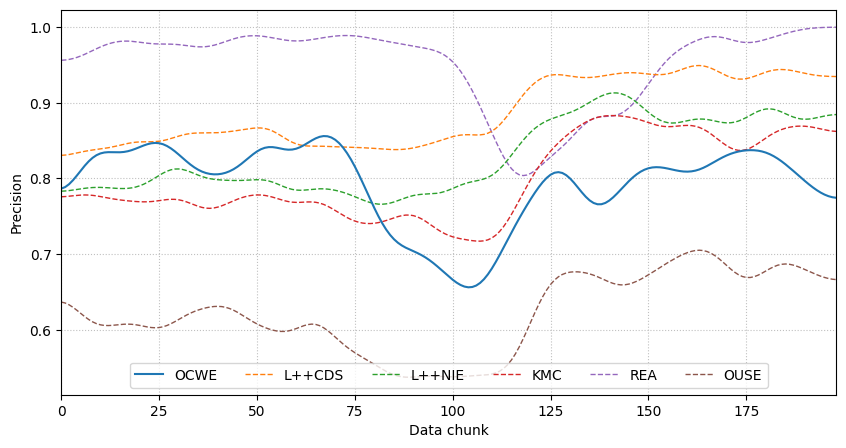 1.0
0.9
0.8
0.7
0.6
Precision
OCWE L++CDS L++NIE KMC REA OUSE
0 25 50 75 100 125 150 175
Data chunk